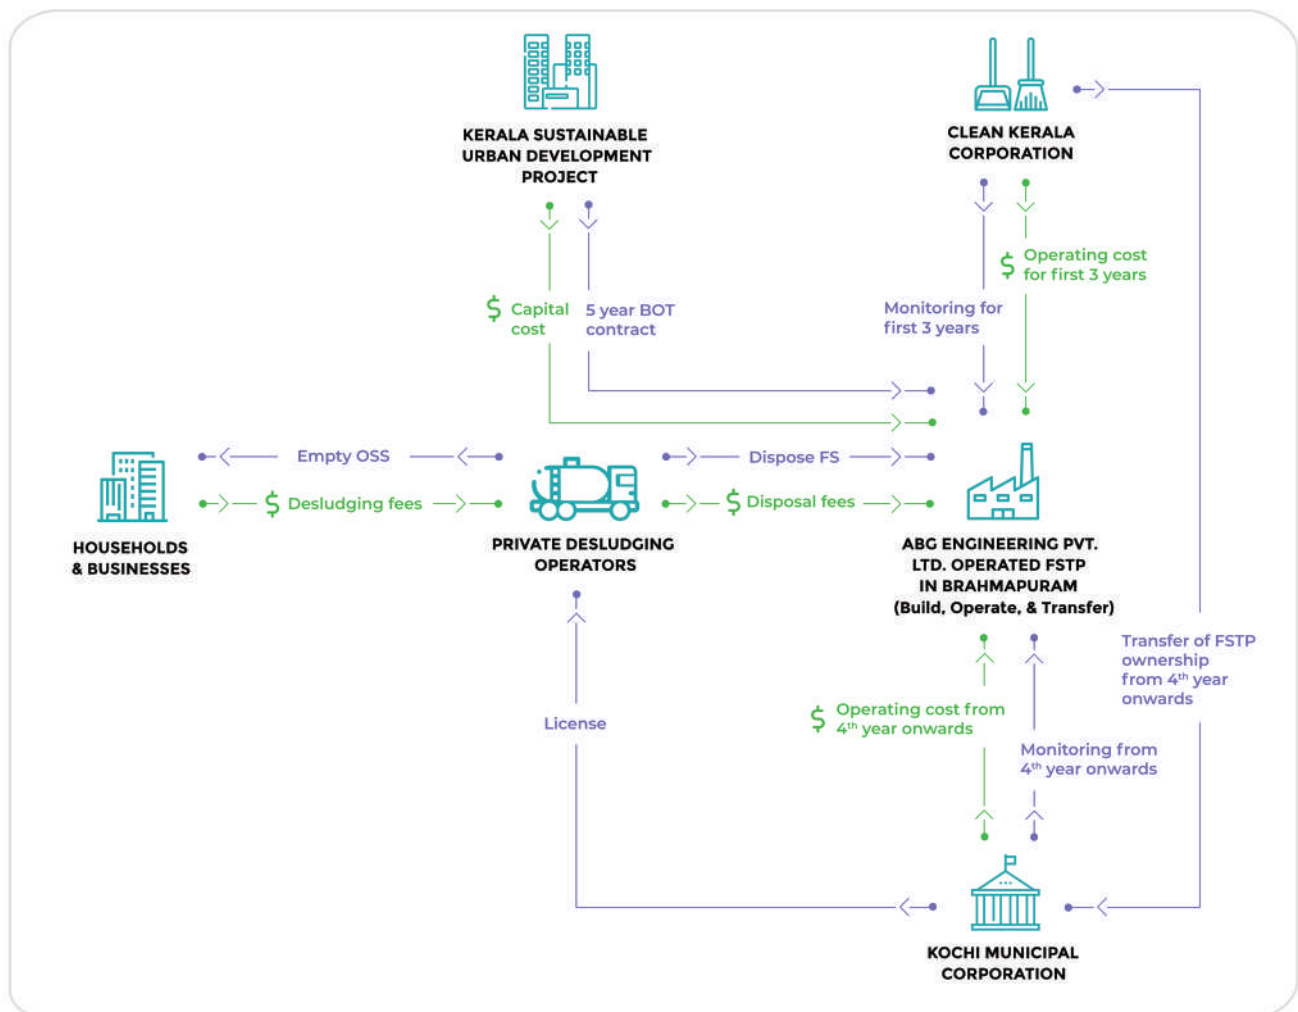 KERALA SUSTAINABLE
URBAN DEVELOPMENT
PROJECT
CLEAN KERALA
CORPORATION
$ Capital
cost
5 year BOT
contract
Monitoring for
first 3 years
$ Operating cost
for first 3 years
Empty OSS
$ Desludging fees
Dispose FS
$ Disposal fees
HOUSEHOLDS
& BUSINESSES
PRIVATE DESLUDGING
OPERATORS
ABG ENGINEERING PVT.
LTD. OPERATED FSTP
IN BRAHMAPURAM
(Build, Operate, & Transfer)
Transfer of FSTP
ownership
from 4th year
onwards
License
$ Operating cost from
4th year onwards
Monitoring from
4th year onwards
KOCHI MUNICIPAL
CORPORATION